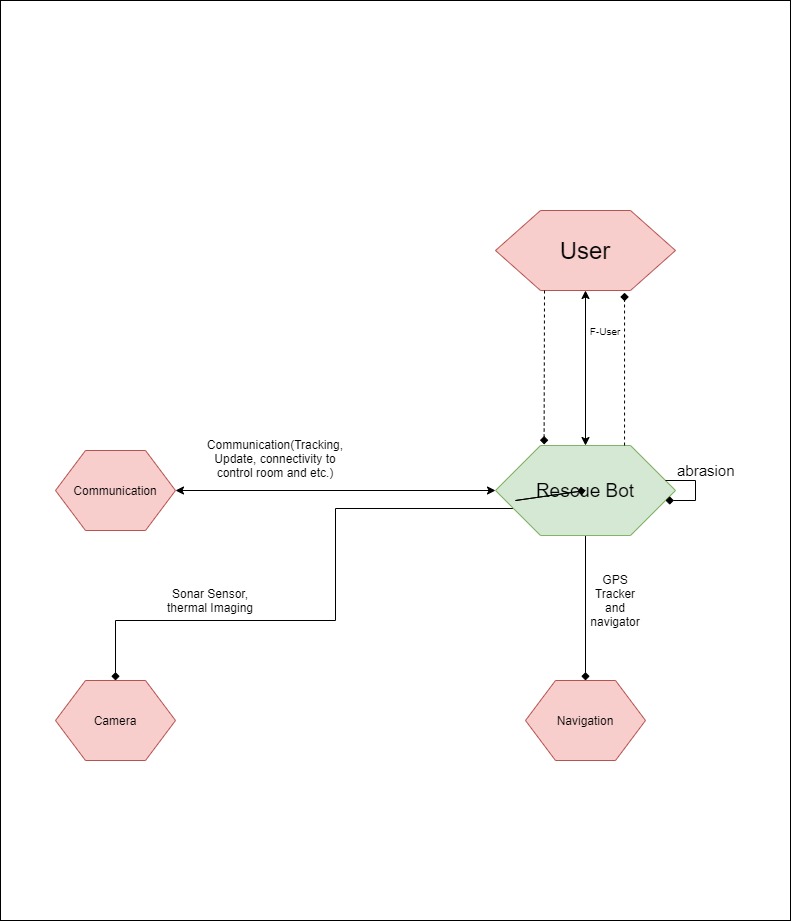 User
F-User
Communication(Tracking,
Update, connectivity to
control room and etc.)
abrasion
Communication
Rescue Bot
Sonar Sensor,
thermal Imaging
GPS
Tracker
and
navigator
Camera
Navigation